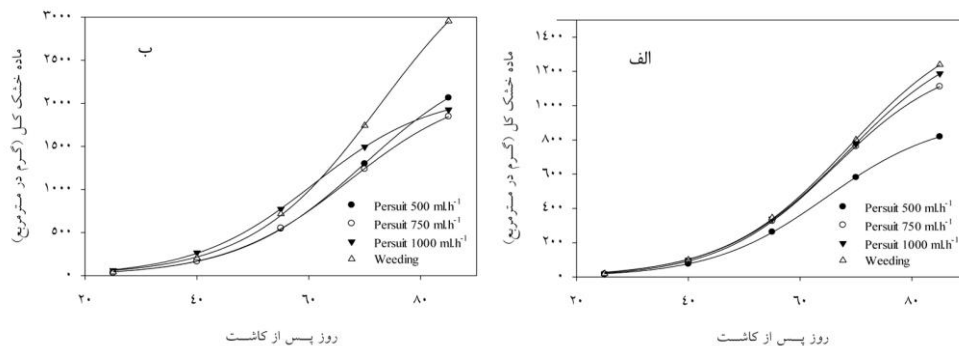 ب
ماده خشک کل (گرم در مترمربع)
۳۰۰۰
۲۵۰۰
۲۰۰۰
۱۵۰۰
۱۰۰۰
۵۰۰
۰
Persuit 500 ml.h⁻¹
Persuit 750 ml.h⁻¹
Persuit 1000 ml.h⁻¹
Weeding
۲۰ ۴۰ ۶۰ ۸۰
روز پس از کاشت
الف
ماده خشک کل (گرم در مترمربع)
۱۴۰۰
۱۲۰۰
۸۰۰
۶۰۰
۴۰۰
۲۰۰
۰
Persuit 500 ml.h⁻¹
Persuit 750 ml.h⁻¹
Persuit 1000 ml.h⁻¹
Weeding
۲۰ ۴۰ ۶۰ ۸۰
روز پس از کاشت